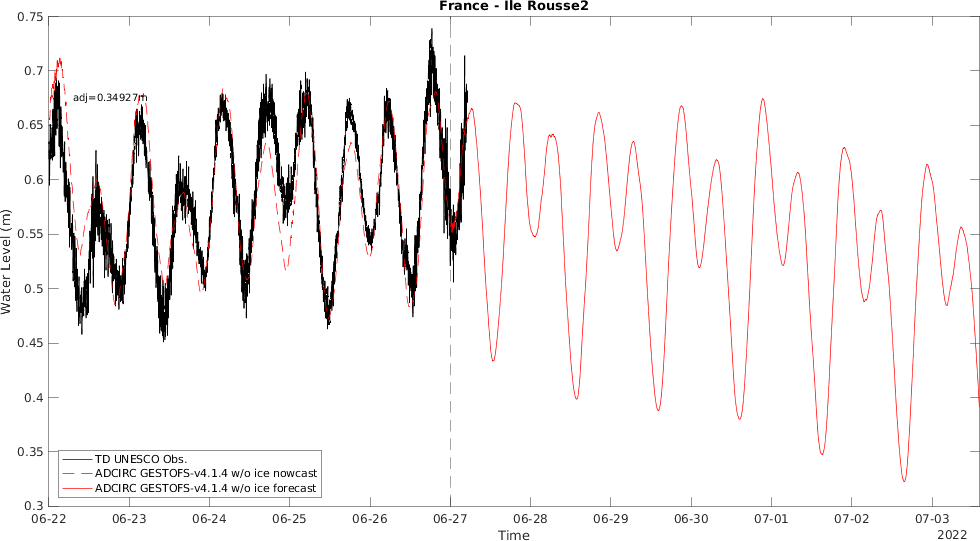 France - Ile Rousse2
0.75
0.7
0.65
0.6
0.55
0.5
0.45
0.4
0.35
0.3
Water Level (m)
adj=0.34927m
TD UNESCO Obs.
ADCIRC GESTOFS-v4.1.4 w/o ice nowcast
ADCIRC GESTOFS-v4.1.4 w/o ice forecast
06-22 06-23 06-24 06-25 06-26 06-27 06-28 06-29 06-30 07-01 07-02 07-03
Time
2022